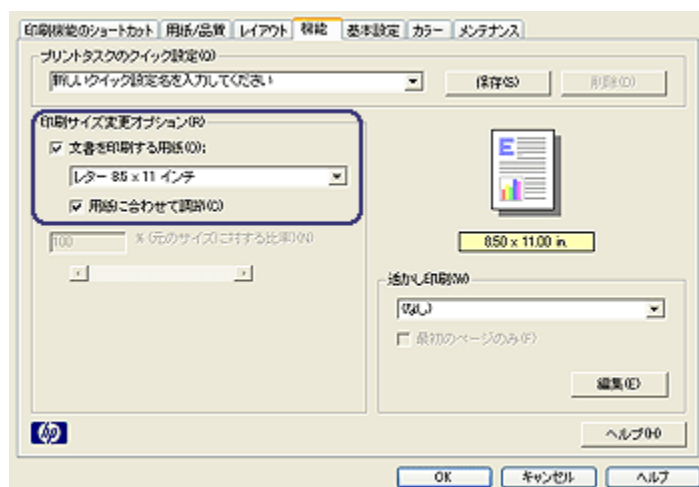 印刷機能のショートカット 用紙/品質 レイアウト 機能 基本設定 カラー メンテナンス
プリントタスクのクイック設定(Q)
新しいクイック設定名を入力してください 保存(S) 削除(D)
印刷サイズ変更オプション(R)
文書を印刷する用紙(O):
レター 8.5 x 11 インチ
用紙に合わせて調節(C)
100 % (元のサイズに対する比率)(N)
E
8.50 x 11.00 in.
透かし印刷(W)
(なし)
最初のページのみ(F)
編集(E)
hp
ヘルプ(H)
OK キャンセル ヘルプ